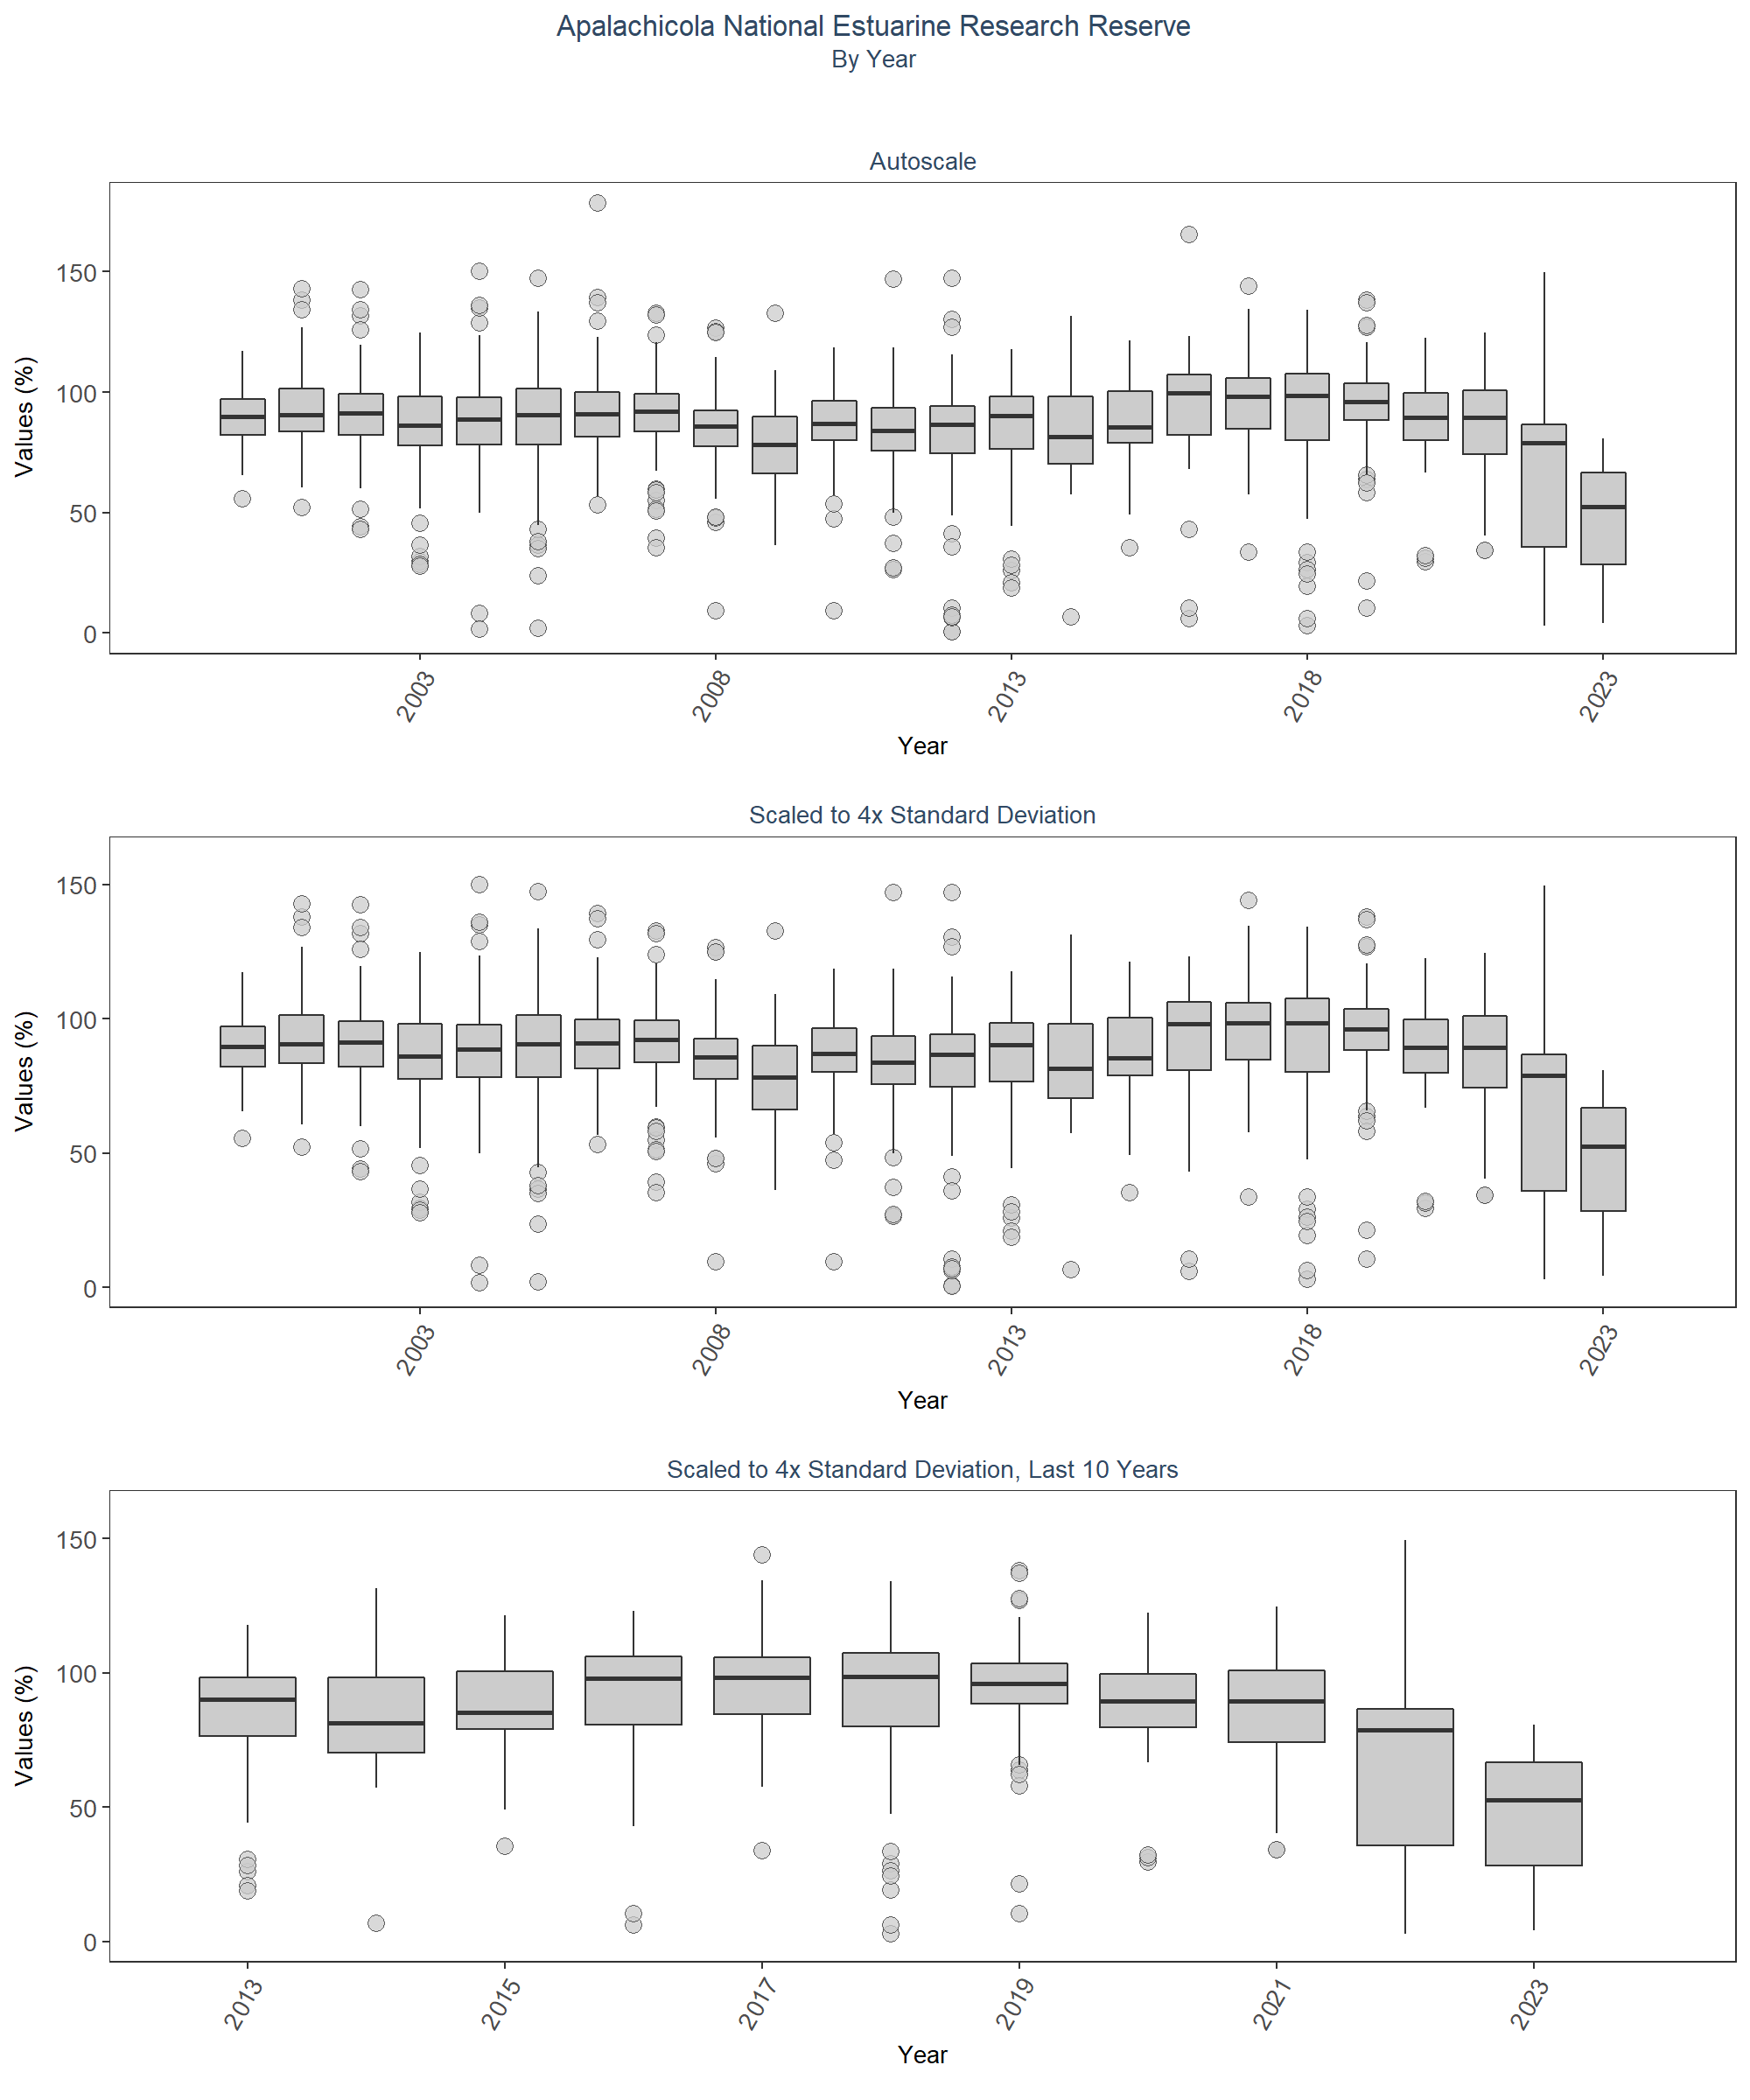 Apalachicola National Estuarine Research Reserve
By Year
Autoscale
Values (%)
150
100
50
0
2003
2008
2013
2018
2023
Year
Scaled to 4x Standard Deviation
Values (%)
150
100
50
0
2003
2008
2013
2018
2023
Year
Scaled to 4x Standard Deviation, Last 10 Years
Values (%)
150
100
50
0
2013
2015
2017
2019
2021
2023
Year